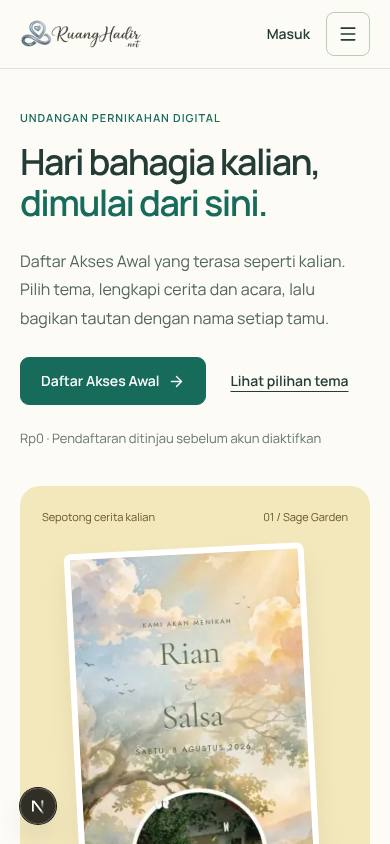 RuangHadir
.net
Masuk
UNDANGAN PERNIKAHAN DIGITAL
Hari bahagia kalian,
dimulai dari sini.
Daftar Akses Awal yang terasa seperti kalian.
Pilih tema, lengkapi cerita dan acara, lalu
bagikan tautan dengan nama setiap tamu.
Daftar Akses Awal →
Lihat pilihan tema
Rp0 · Pendaftaran ditinjau sebelum akun diaktifkan
Sepotong cerita kalian
01 / Sage Garden
KAMI AKAN MENIKAH
Rian
&
Salsa
SABTU, 8 AGUSTUS 2026
N